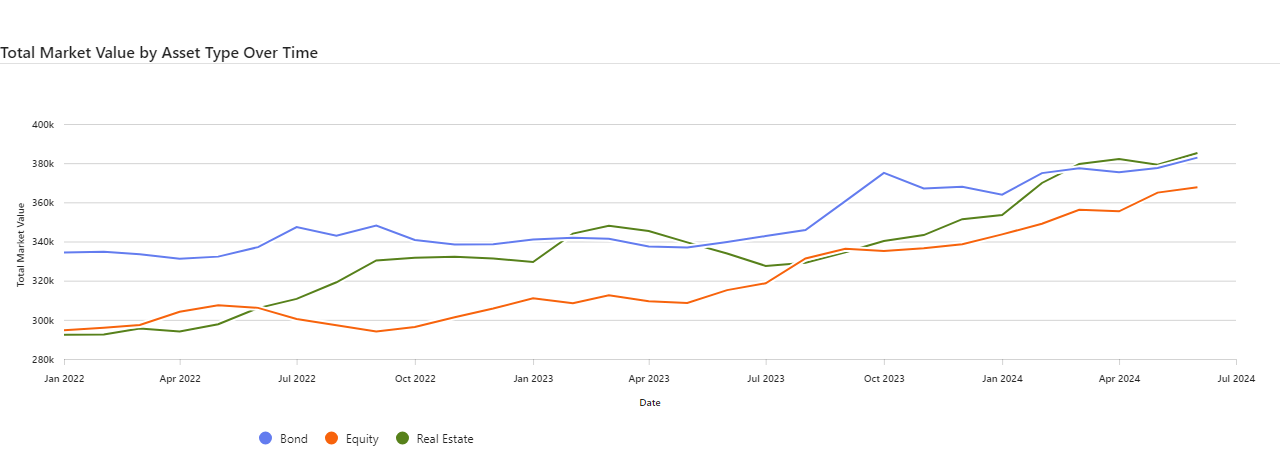 Total Market Value by Asset Type Over Time
400k
380k
360k
340k
320k
300k
280k
Total Market Value
Jan 2022 Apr 2022 Jul 2022 Oct 2022 Jan 2023 Apr 2023 Jul 2023 Oct 2023 Jan 2024 Apr 2024 Jul 2024
Date
Bond Equity Real Estate